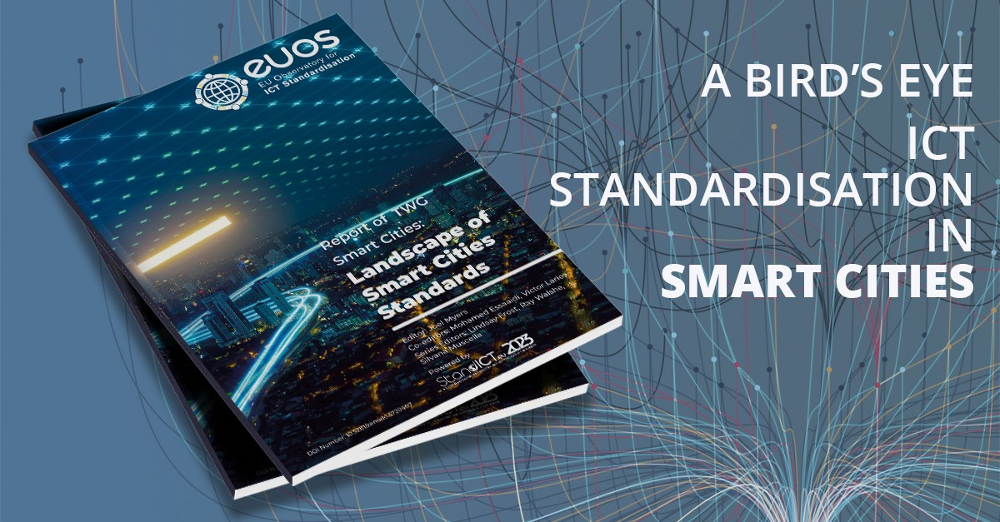 euos
EU Observatory for
ICT Standardisation
Report of TWG
Smart Cities:
Landscape of
Smart Cities
Standards
Editor: Joel Myers
Co-editors: Mohamed Essaaidi, Victor Larios,
Series Editors: Lindsay Frost, Ray Walshe,
Silvana Muscella
Powered by
StandICT.eu 2023
DOI Number:
A BIRD’S EYE
ICT
STANDARDISATION
IN
SMART CITIES